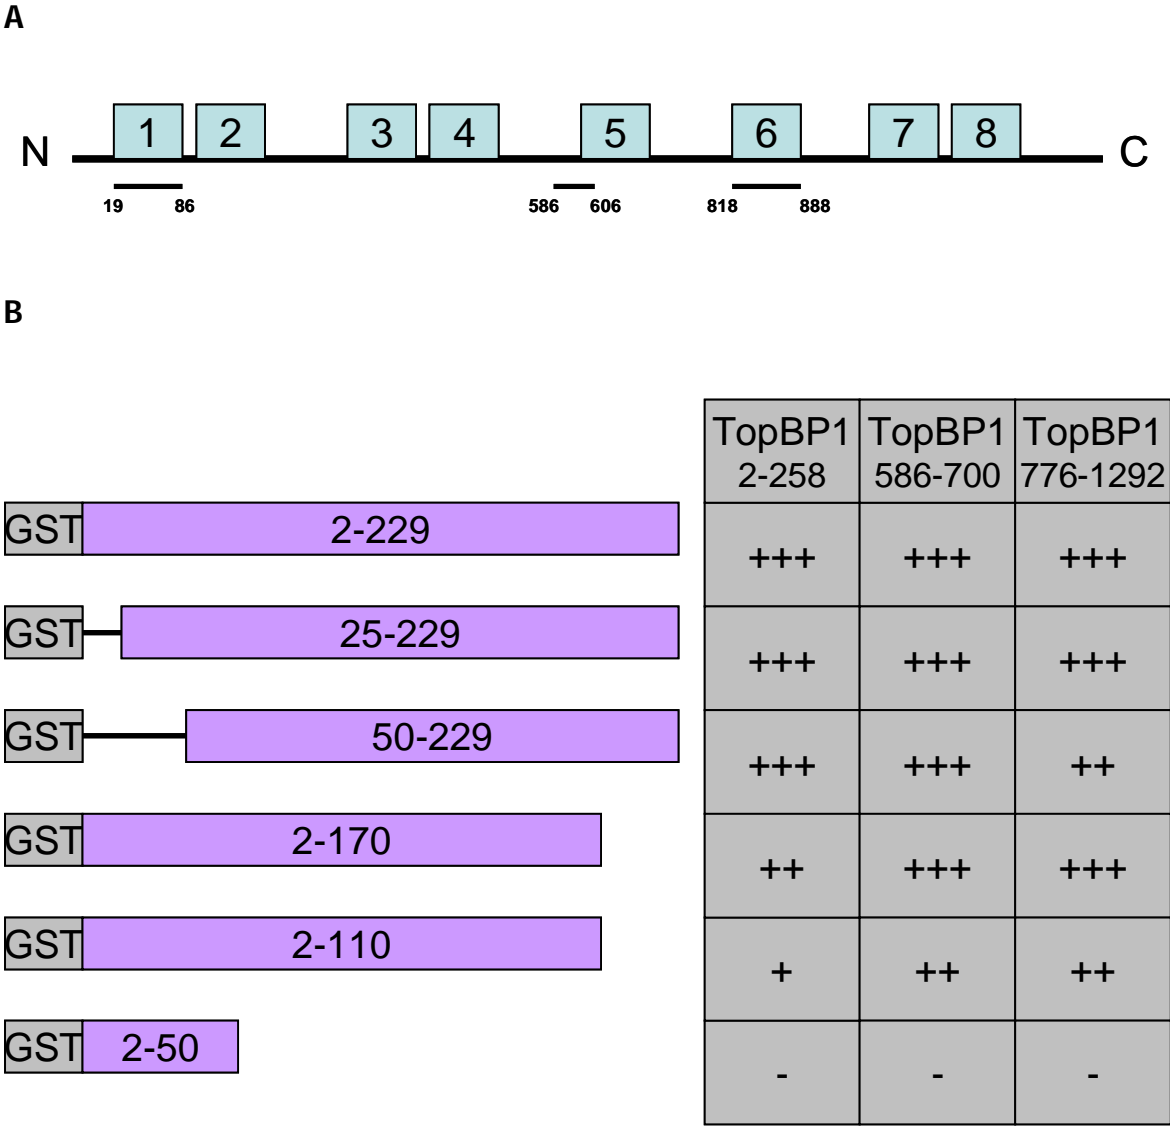 A
N 1 2 3 4 5 6 7 8 C
19 86 586 606 818 888
B
TopBP1 TopBP1 TopBP1
2-258 586-700 776-1292
GST 2-229 +++ +++ +++
GST 25-229 +++ +++ +++
GST 50-229 +++ +++ ++
GST 2-170 ++ +++ +++
GST 2-110 + ++ ++
GST 2-50 - - -